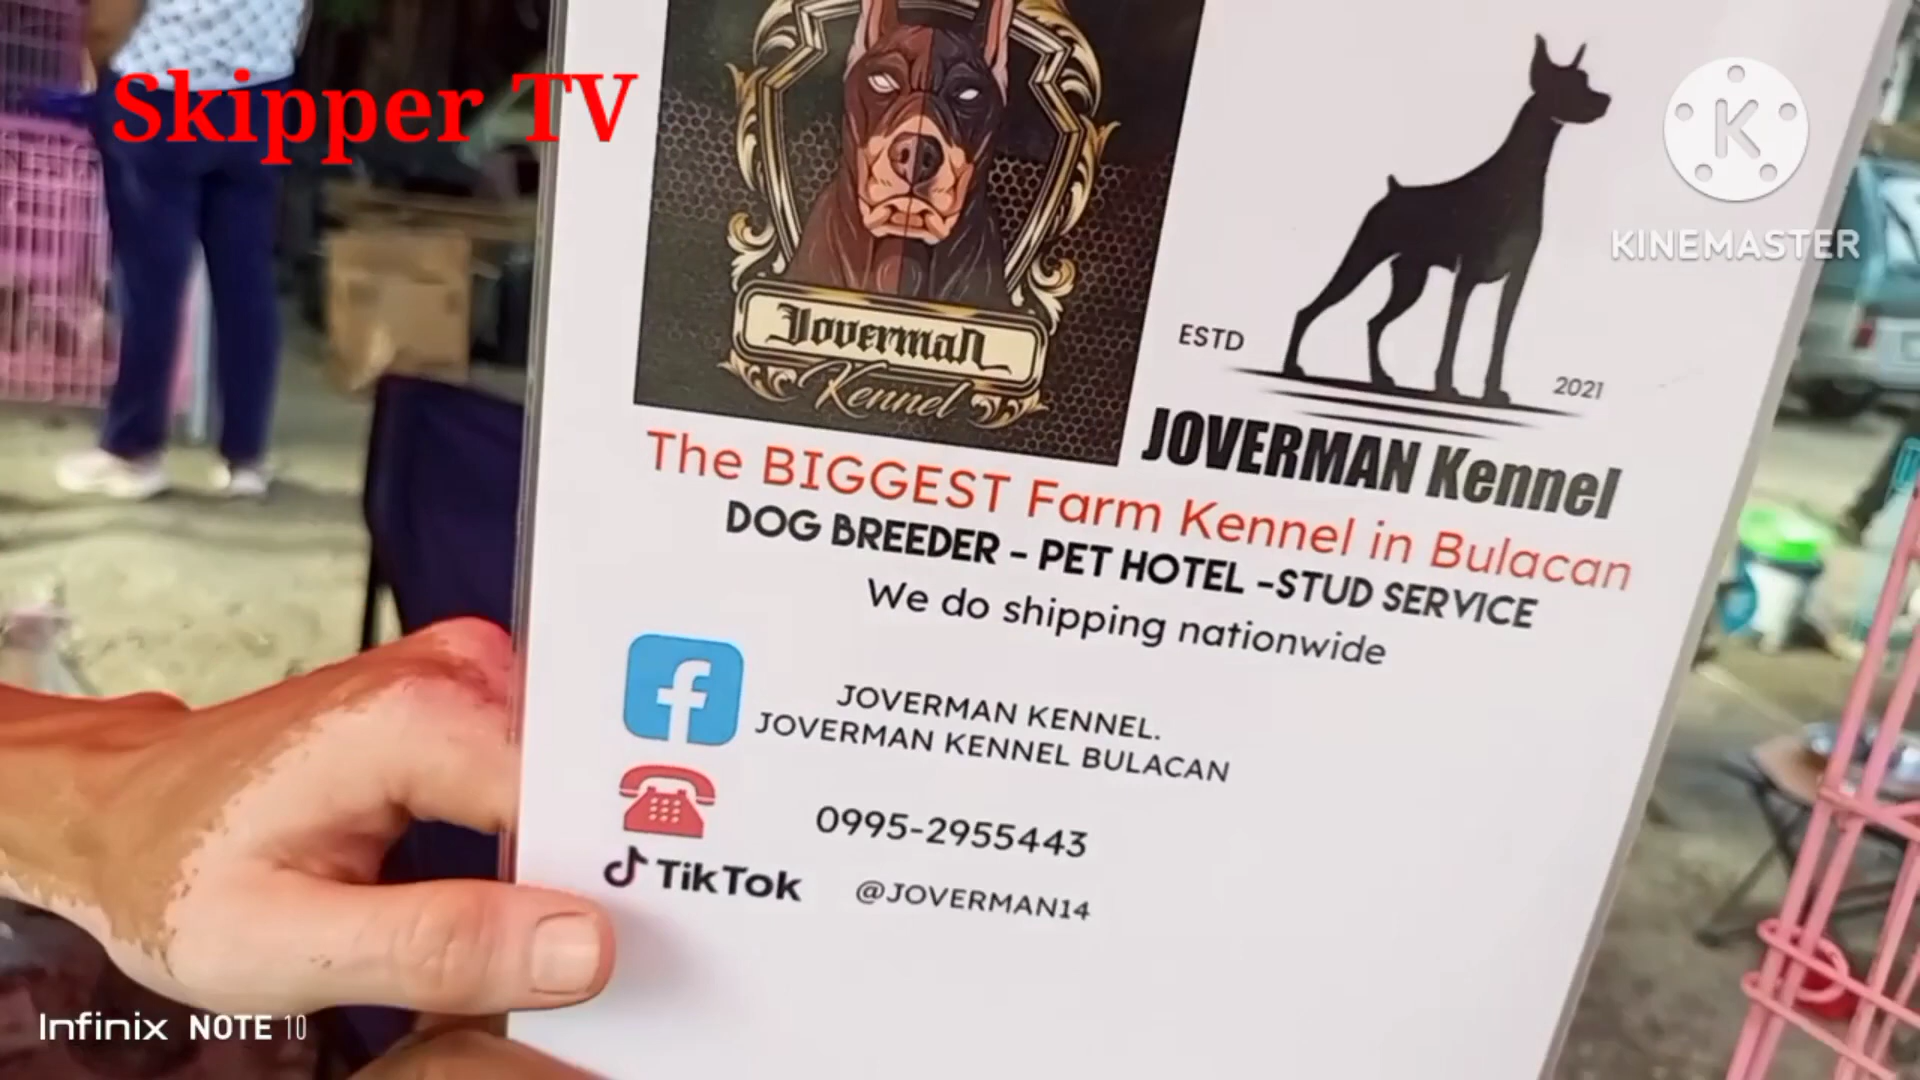 Skipper TV
KINEMASTER
Joverman
Kennel
ESTD
2021
JOVERMAN Kennel
The BIGGEST Farm Kennel in Bulacan
DOG BREEDER - PET HOTEL -STUD SERVICE
We do shipping nationwide
JOVERMAN KENNEL.
JOVERMAN KENNEL BULACAN
0995-2955443
TikTok @JOVERMAN14
Infinix NOTE 10